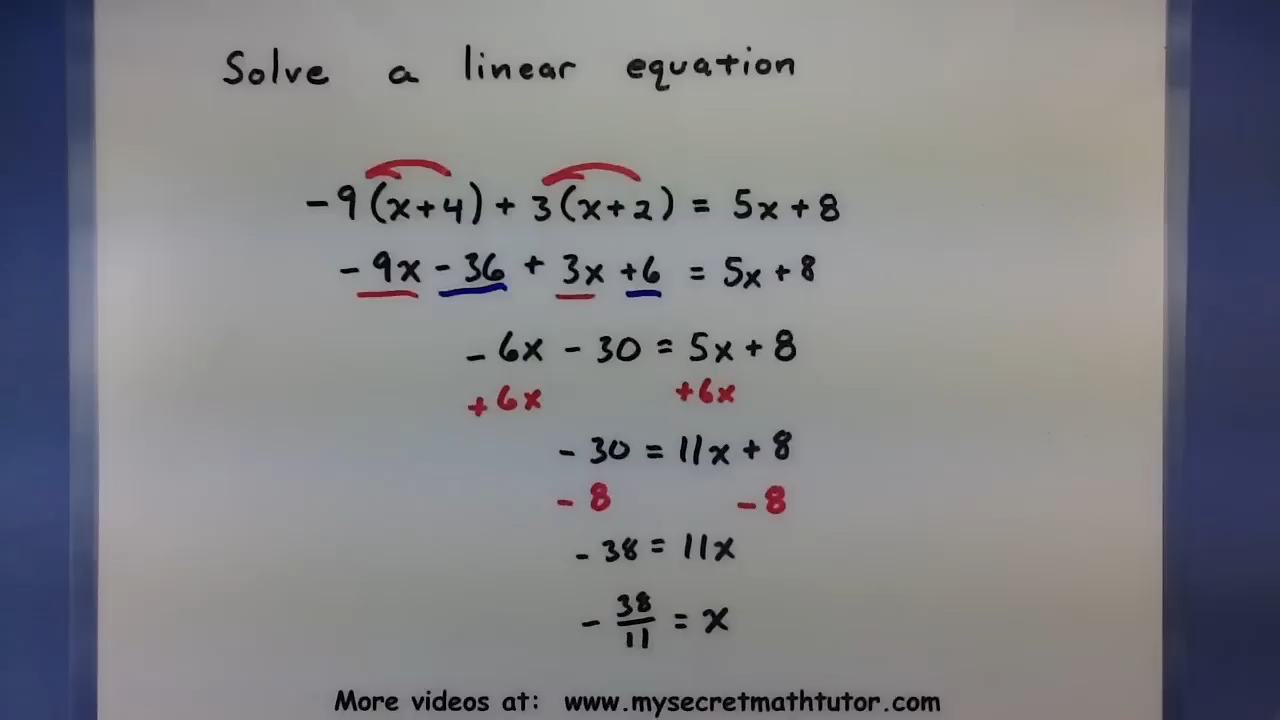 Solve a linear equation
-9(x+4)+3(x+2) = 5x+8
-9x-36+3x+6 = 5x+8
-6x-30=5x+8
+6x +6x
-30=11x+8
-8 -8
-38=11x
-38/11=x
More videos at: www.mysecretmathtutor.com